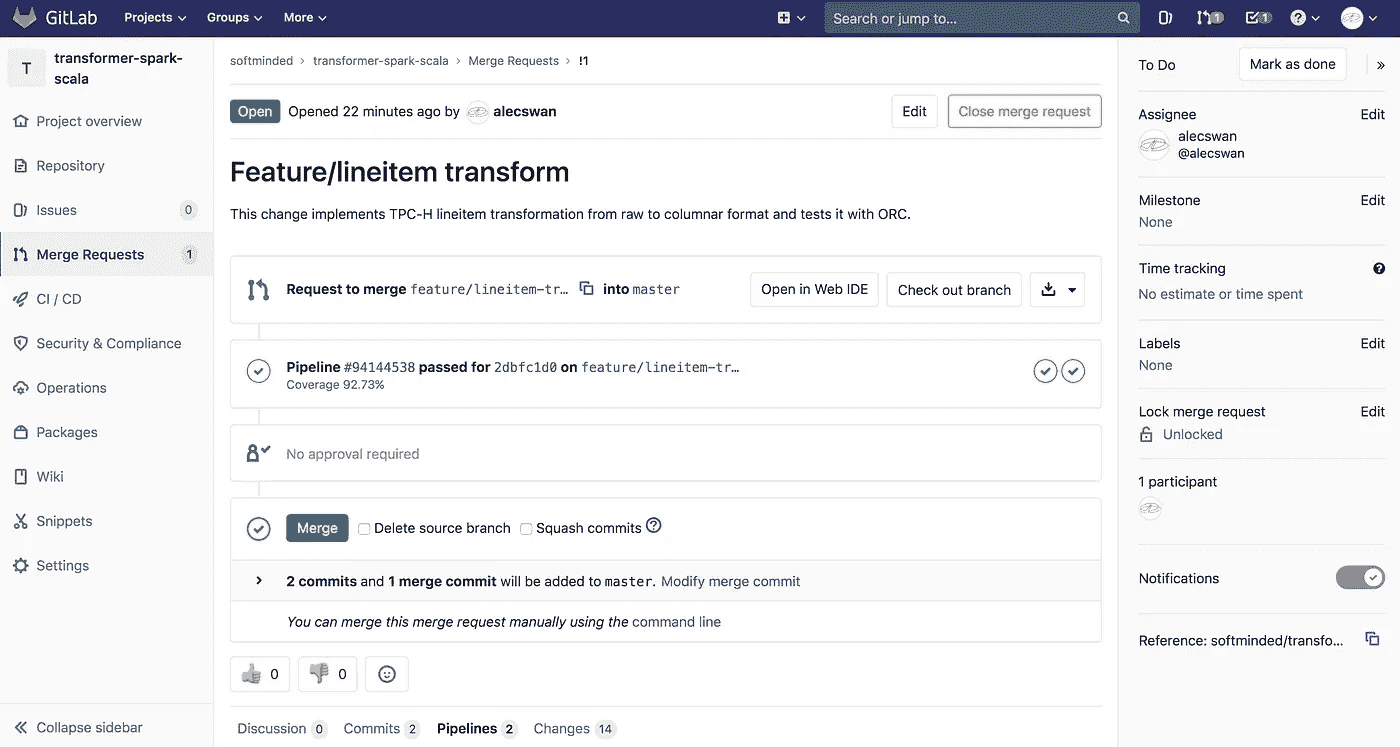 GitLab Projects Groups More Search or jump to... 1 1
T transformer-spark-scala
Project overview
Repository
Issues 0
Merge Requests 1
CI / CD
Security & Compliance
Operations
Packages
Wiki
Snippets
Settings
Collapse sidebar
softminded › transformer-spark-scala › Merge Requests › !1
Open Opened 22 minutes ago by alecswan Edit Close merge request
Feature/lineitem transform
This change implements TPC-H lineitem transformation from raw to columnar format and tests it with ORC.
Request to merge feature/lineitem-tr… into master Open in Web IDE Check out branch
Pipeline #94144538 passed for 2dbfc1d0 on feature/lineitem-tr…
Coverage 92.73%
No approval required
Merge Delete source branch Squash commits
2 commits and 1 merge commit will be added to master. Modify merge commit
You can merge this merge request manually using the command line
0 0
Discussion 0 Commits 2 Pipelines 2 Changes 14
To Do Mark as done »
Assignee Edit
alecswan
@alecswan
Milestone Edit
None
Time tracking
No estimate or time spent
Labels Edit
None
Lock merge request Edit
Unlocked
1 participant
Notifications
Reference: softminded/transfo...